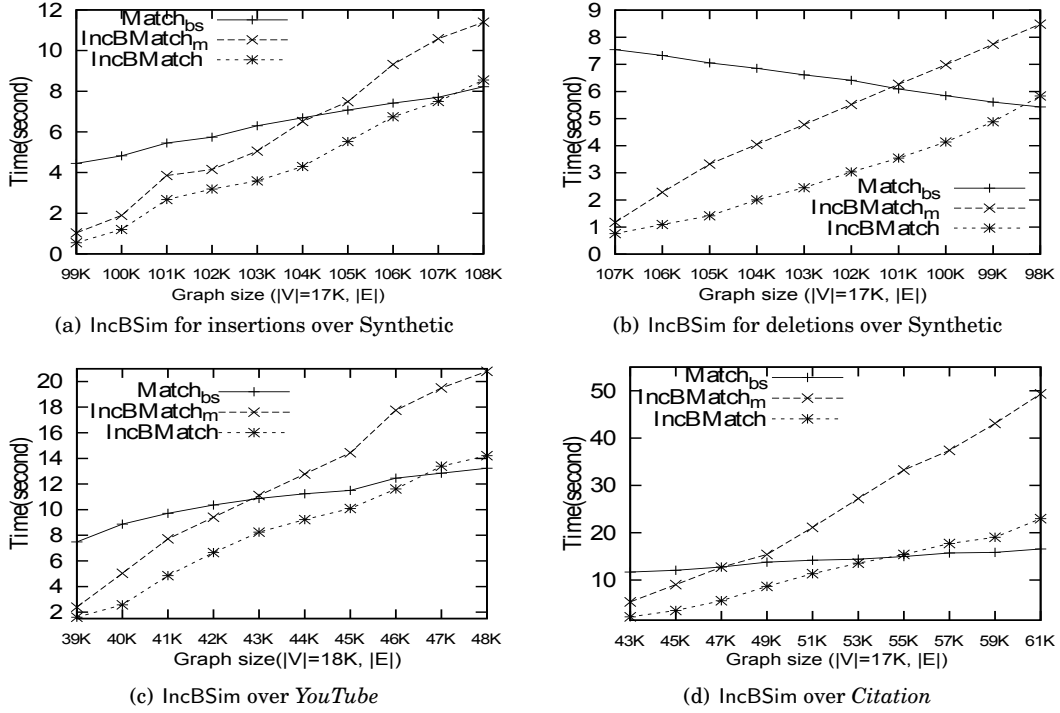 12
10
8
6
4
2
0
Time(second)
Match_bs
IncBMatch_m
IncBMatch
99K 100K 101K 102K 103K 104K 105K 106K 107K 108K
Graph size (|V|=17K, |E|)
(a) IncBSim for insertions over Synthetic
9
8
7
6
5
4
3
2
1
0
Time(second)
Match_bs
IncBMatch_m
IncBMatch
107K 106K 105K 104K 103K 102K 101K 100K 99K 98K
Graph size (|V|=17K, |E|)
(b) IncBSim for deletions over Synthetic
20
18
16
14
12
10
8
6
4
2
Time(second)
Match_bs
IncBMatch_m
IncBMatch
39K 40K 41K 42K 43K 44K 45K 46K 47K 48K
Graph size(|V|=18K, |E|)
(c) IncBSim over YouTube
50
40
30
20
10
Time(second)
Match_bs
IncBMatch_m
IncBMatch
43K 45K 47K 49K 51K 53K 55K 57K 59K 61K
Graph size(|V|=17K, |E|)
(d) IncBSim over Citation